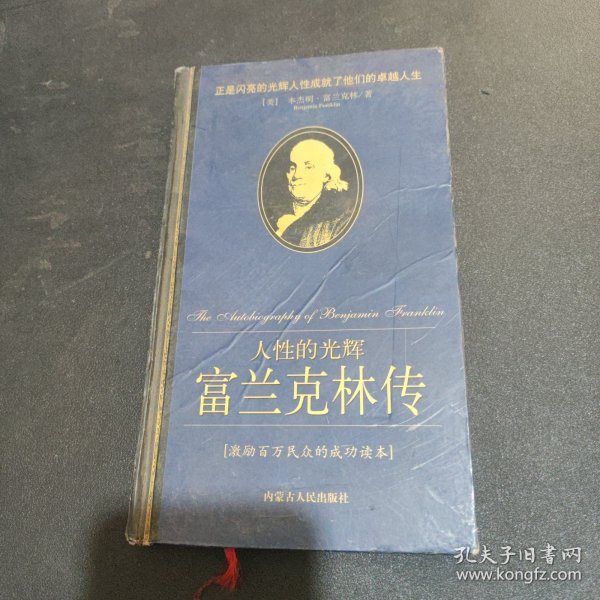 正是闪亮的光辉人性成就了他们的卓越人生
[美] 本杰明·富兰克林/著
Benjamin Franklin
The Autobiography of Benjamin Franklin
人性的光辉
富兰克林传
[激励百万民众的成功读本]
内蒙古人民出版社
孔夫子旧书网
www.kongfz.com